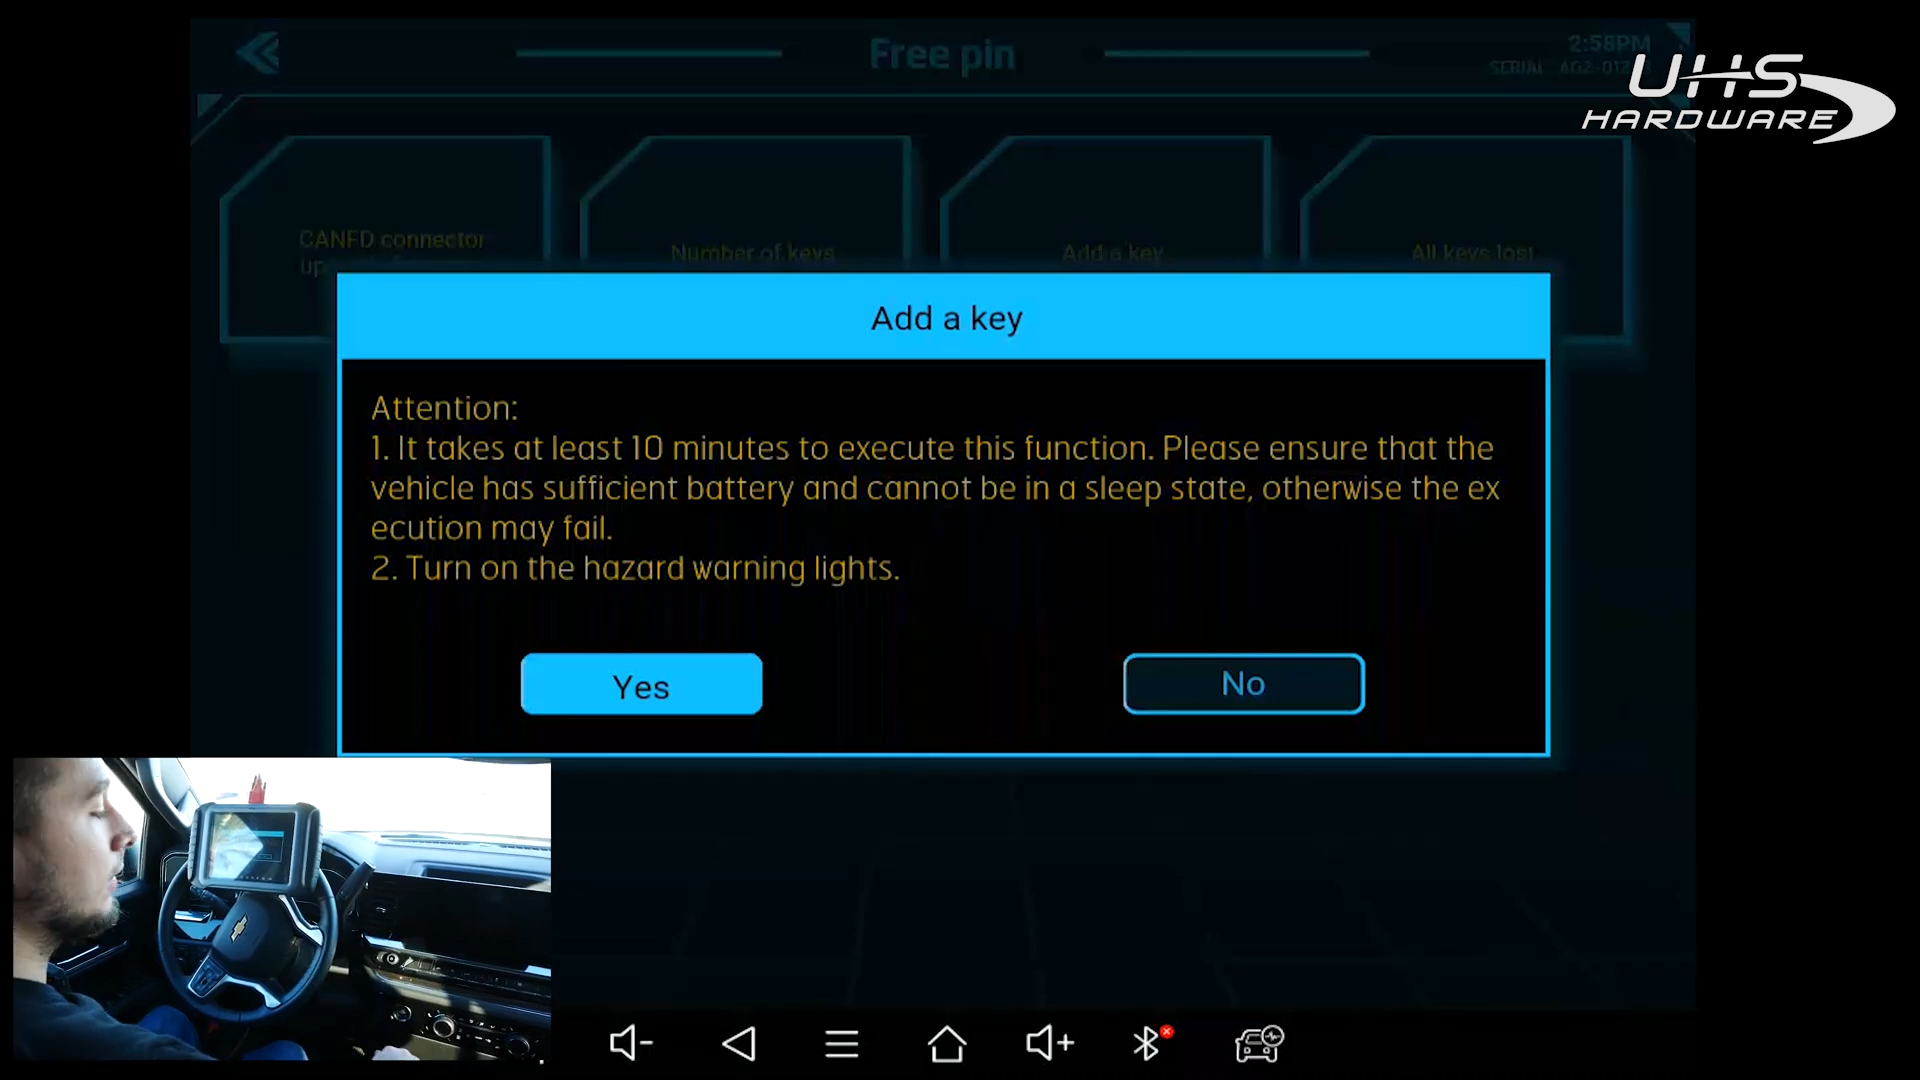 Free pin
2:58PM
UHS
HARDWARE
CANFD connector
Number of keys
Add a key
All keys lost
Add a key
Attention:
1. It takes at least 10 minutes to execute this function. Please ensure that the
vehicle has sufficient battery and cannot be in a sleep state, otherwise the ex
ecution may fail.
2. Turn on the hazard warning lights.
Yes
No